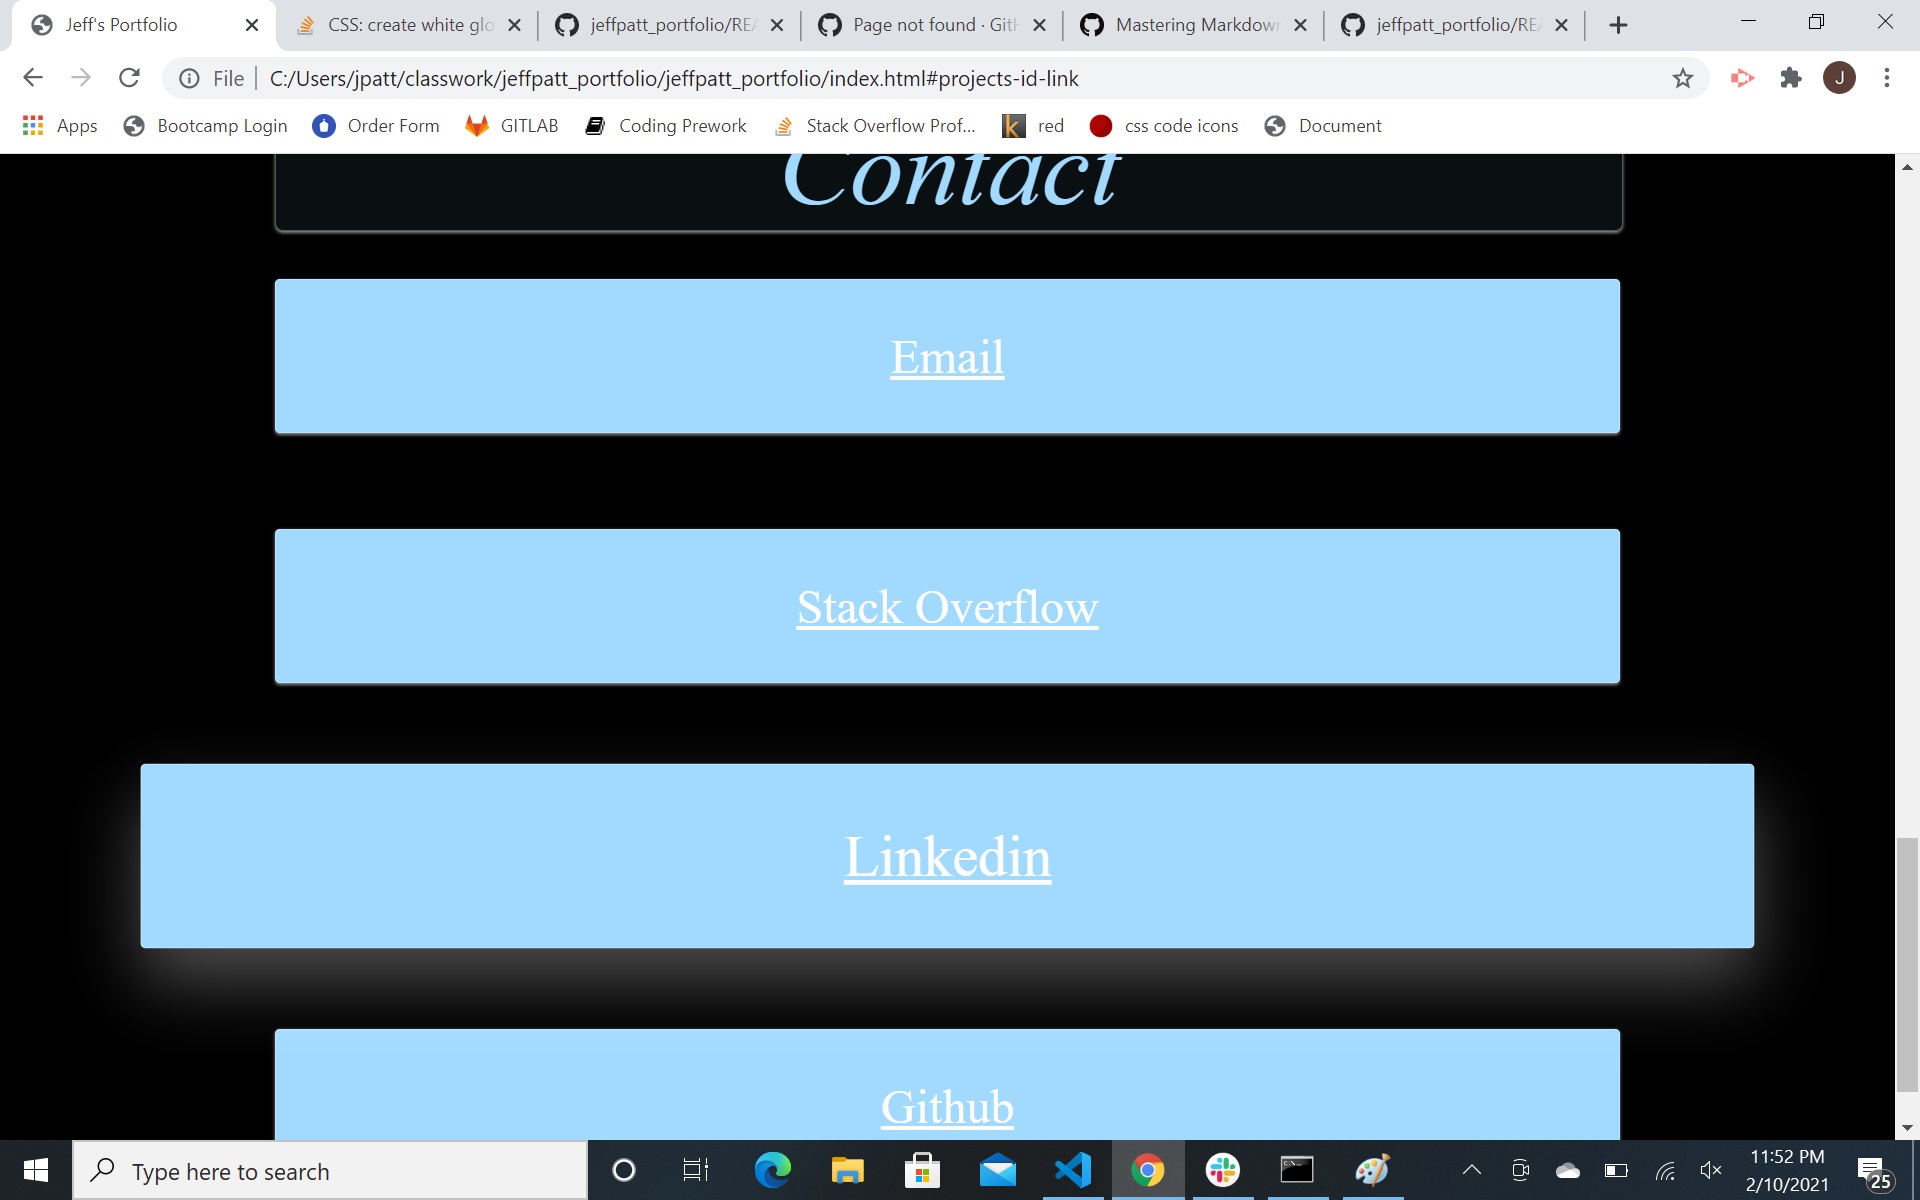 Jeff's Portfolio
CSS: create white glo
jeffpatt_portfolio/RE
Page not found · Git
Mastering Markdown
jeffpatt_portfolio/RE
File
C:/Users/jpatt/classwork/jeffpatt_portfolio/jeffpatt_portfolio/index.html#projects-id-link
J
Apps
Bootcamp Login
Order Form
GITLAB
Coding Prework
Stack Overflow Prof...
k
red
css code icons
Document
Contact
Email
Stack Overflow
Linkedin
Github
Type here to search
11:52 PM
2/10/2021
25